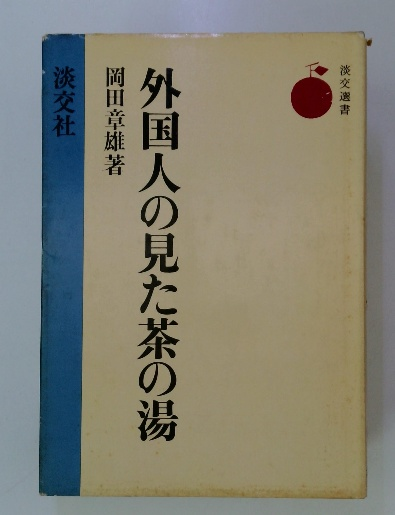 淡交選書
外国人の見た茶の湯
岡田章雄著
淡交社